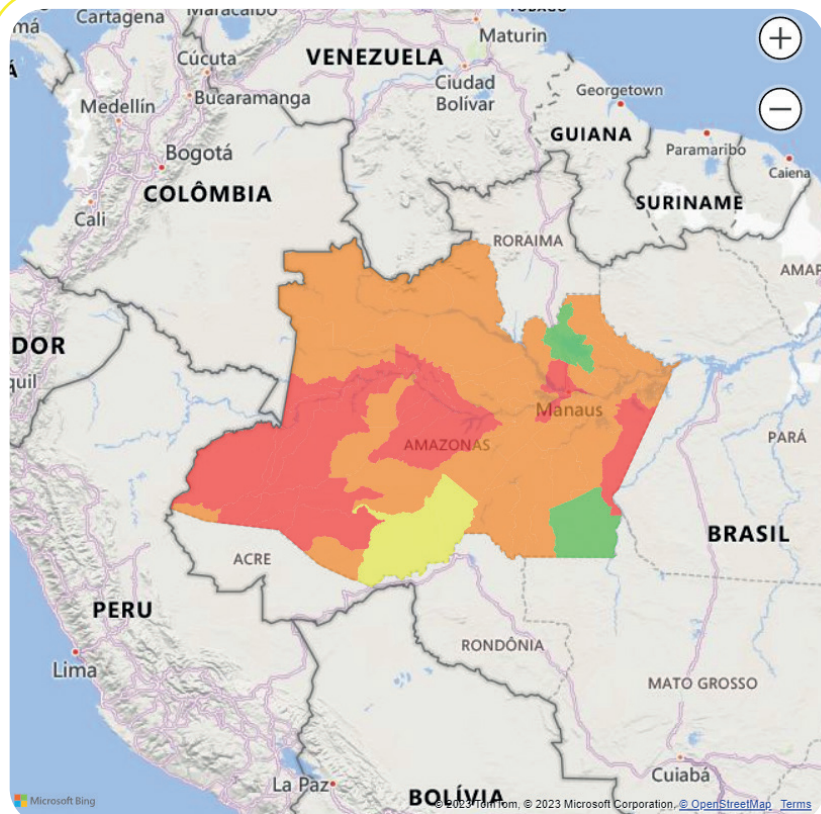 Cartagena
Maracaibo
má
Maturin
Cúcuta
VENEZUELA
Ciudad
Bolívar
Medellín
Bucaramanga
Georgetown
GUIANA
Paramaribo
Bogotá
Caiena
COLÔMBIA
SURINAME
Cali
RORAIMA
AMAP
DOR
quil
Manaus
AMAZONAS
PARÁ
BRASIL
ACRE
PERU
RONDÔNIA
Lima
MATO GROSSO
La Paz
Cuiabá
BOLÍVIA
Microsoft Bing
© 2023 TomTom, © 2023 Microsoft Corporation, © OpenStreetMap Terms